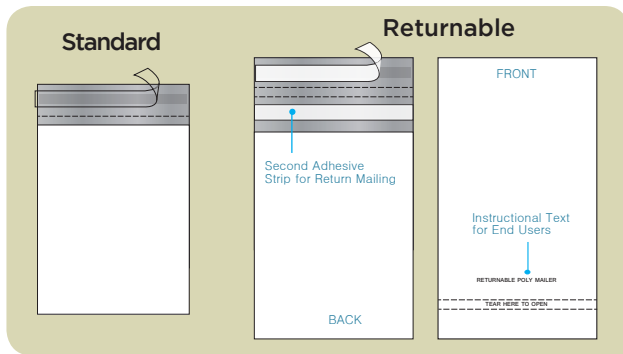 Standard
Returnable
FRONT
Second Adhesive
Strip for Return Mailing
Instructional Text
for End Users
RETURNABLE POLY MAILER
TEAR HERE TO OPEN
BACK